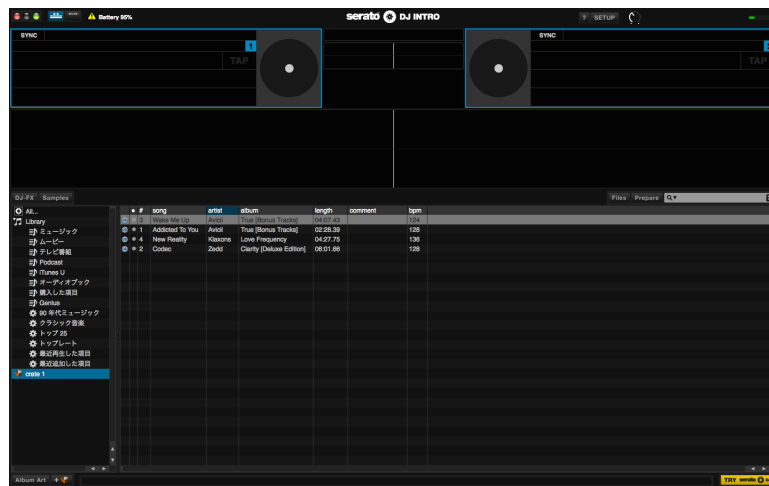 Battery 95% serato DJ INTRO ? SETUP
SYNC SYNC
1
TAP TAP
DJ-FX Samples Files Prepare
All...
Library
ミュージック
ムービー
テレビ番組
Podcast
iTunes U
オーディオブック
購入した項目
Genius
90 年代ミュージック
クラシック音楽
トップ 25
トップレート
最近再生した項目
最近追加した項目
crate 1
# song artist album length comment bpm
3 Wake Me Up Avicii True [Bonus Tracks] 04:07.43 124
1 Addicted To You Avicii True [Bonus Tracks] 02:28.39 128
4 New Reality Klaxons Love Frequency 04:27.75 136
2 Codec Zedd Clarity [Deluxe Edition] 06:01.66 128
Album Art + TRY serato